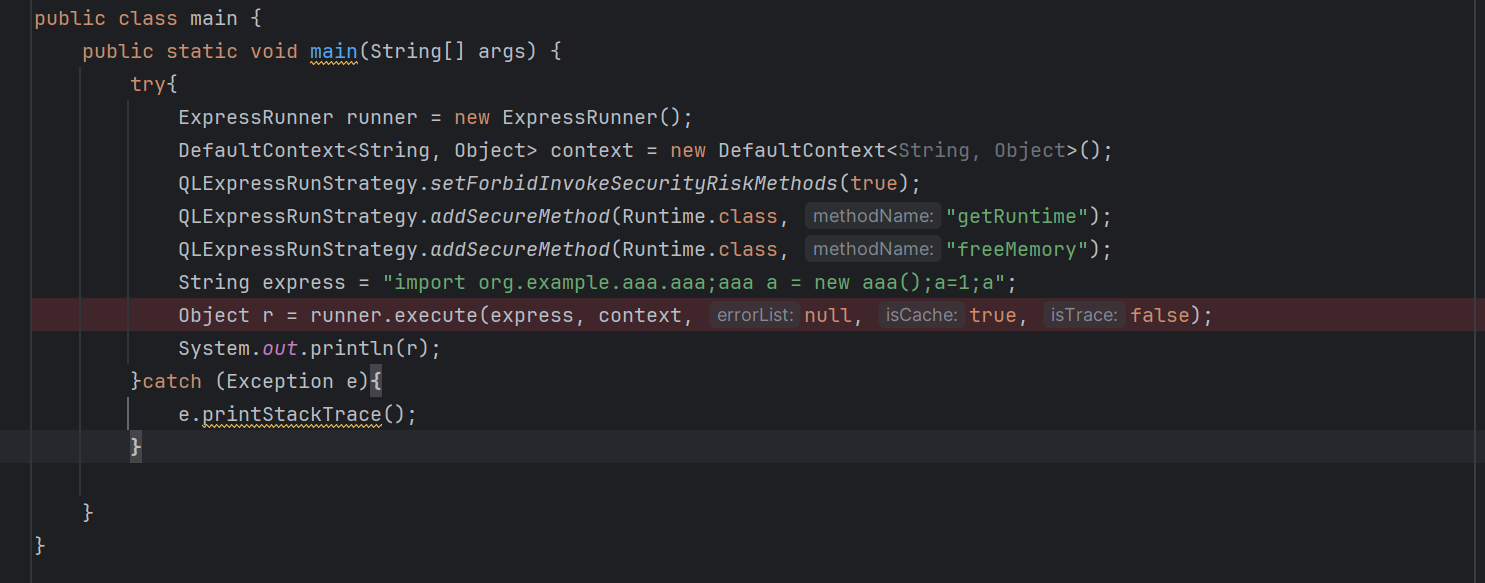 public class main {
    public static void main(String[] args) {
        try{
            ExpressRunner runner = new ExpressRunner();
            DefaultContext<String, Object> context = new DefaultContext<String, Object>();
            QLExpressRunStrategy.setForbidInvokeSecurityRiskMethods(true);
            QLExpressRunStrategy.addSecureMethod(Runtime.class, methodName: "getRuntime");
            QLExpressRunStrategy.addSecureMethod(Runtime.class, methodName: "freeMemory");
            String express = "import org.example.aaa.aaa;aaa a = new aaa();a=1;a";
            Object r = runner.execute(express, context, errorList: null, isCache: true, isTrace: false);
            System.out.println(r);
        }catch (Exception e){
            e.printStackTrace();
        }
    }
}